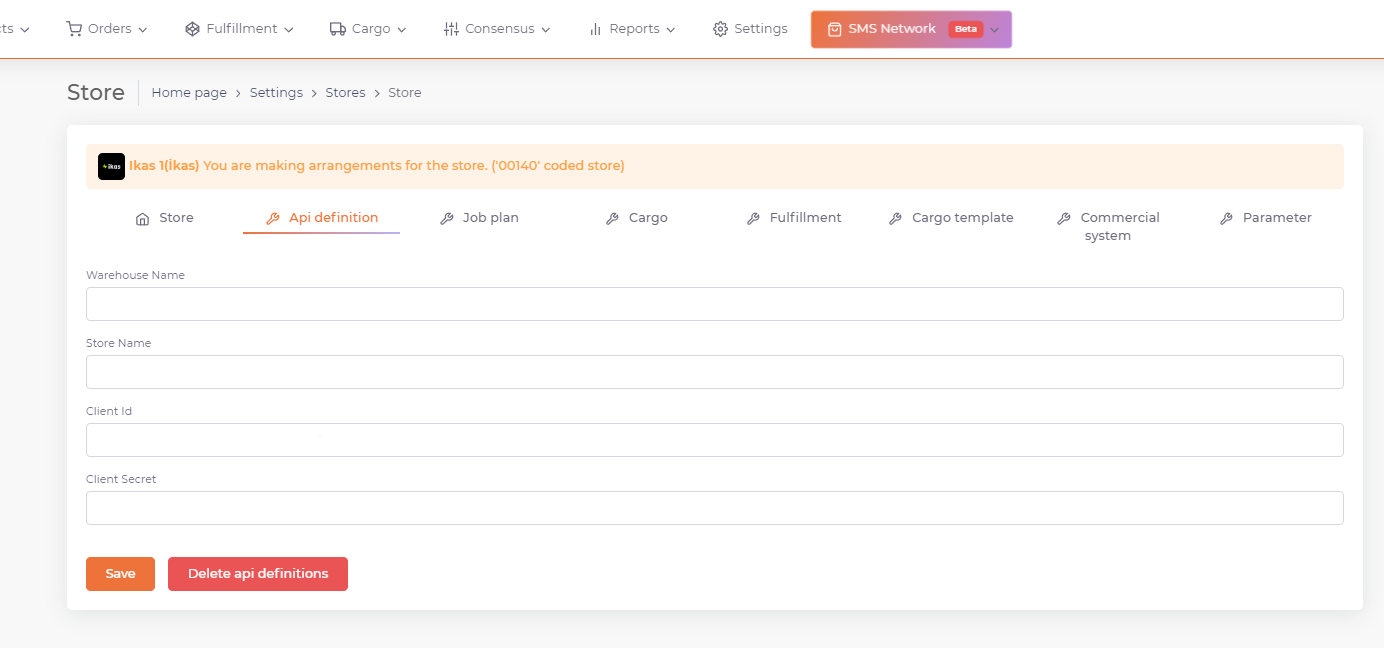 ts
Orders
Fulfillment
Cargo
Consensus
Reports
Settings
SMS Network
Beta
Store
Home page > Settings > Stores > Store
ikas
Ikas 1(İkas) You are making arrangements for the store. ('00140' coded store)
Store
Api definition
Job plan
Cargo
Fulfillment
Cargo template
Commercial
system
Parameter
Warehouse Name
Store Name
Client Id
Client Secret
Save
Delete api definitions